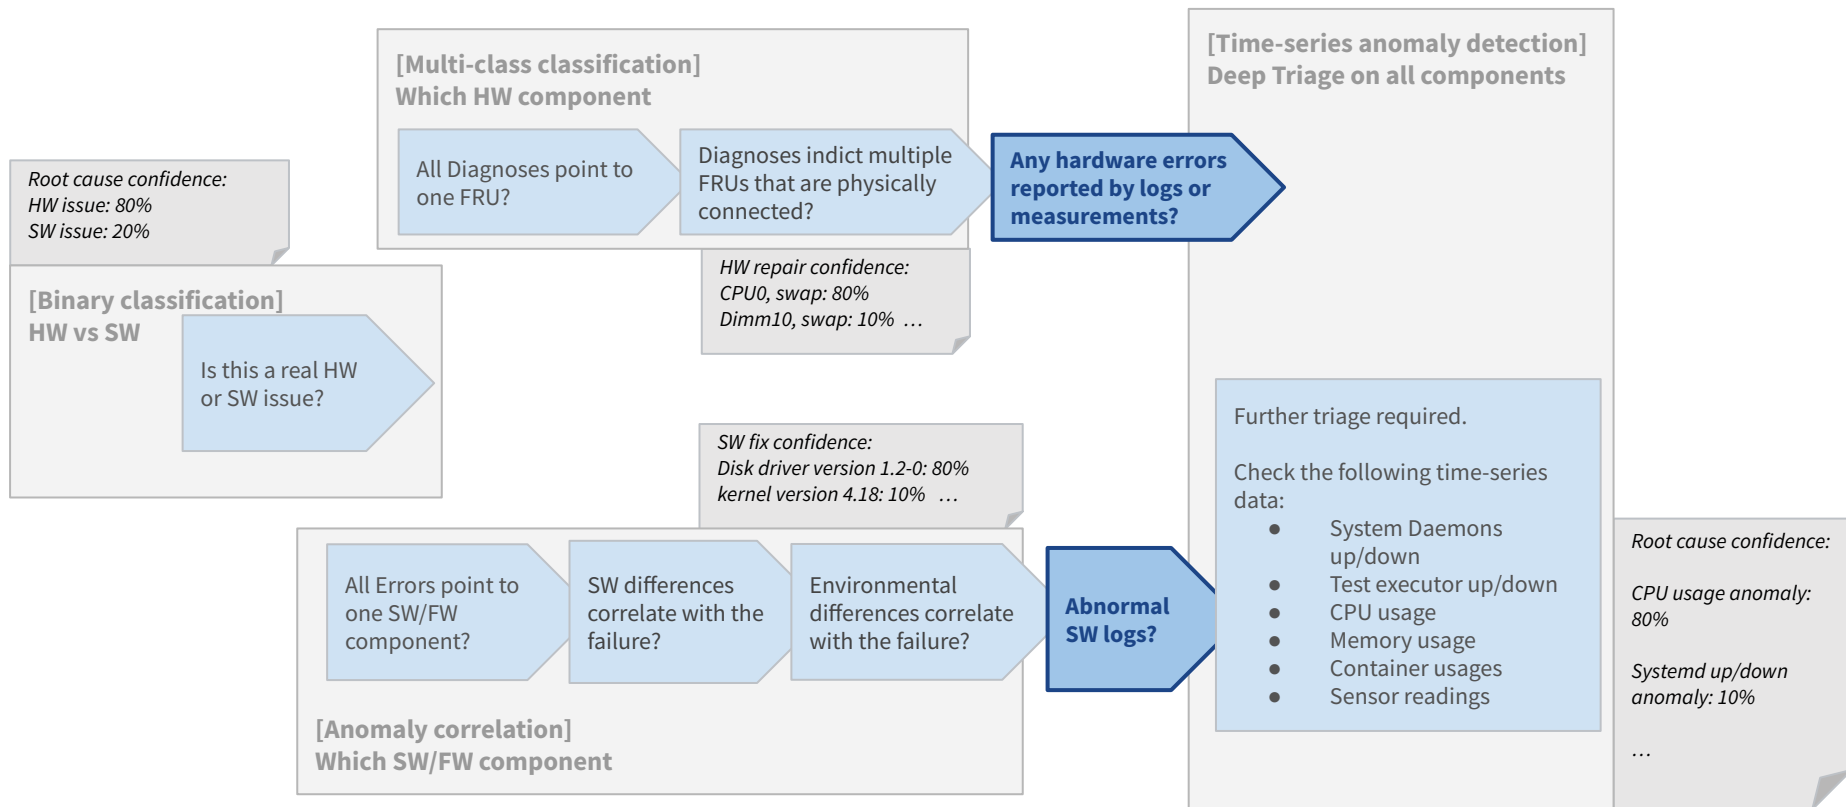 [Multi-class classification]
Which HW component
All Diagnoses point to
one FRU?
Diagnoses indict multiple
FRUs that are physically
connected?
Any hardware errors
reported by logs or
measurements?
[Time-series anomaly detection]
Deep Triage on all components
Root cause confidence:
HW issue: 80%
SW issue: 20%
[Binary classification]
HW vs SW
Is this a real HW
or SW issue?
HW repair confidence:
CPU0, swap: 80%
Dimm10, swap: 10% …
SW fix confidence:
Disk driver version 1.2-0: 80%
kernel version 4.18: 10% …
All Errors point to
one SW/FW
component?
SW differences
correlate with the
failure?
Environmental
differences correlate
with the failure?
Abnormal
SW logs?
[Anomaly correlation]
Which SW/FW component
Further triage required.
Check the following time-series
data:
● System Daemons
up/down
● Test executor up/down
● CPU usage
● Memory usage
● Container usages
● Sensor readings
Root cause confidence:
CPU usage anomaly:
80%
Systemd up/down
anomaly: 10%
…